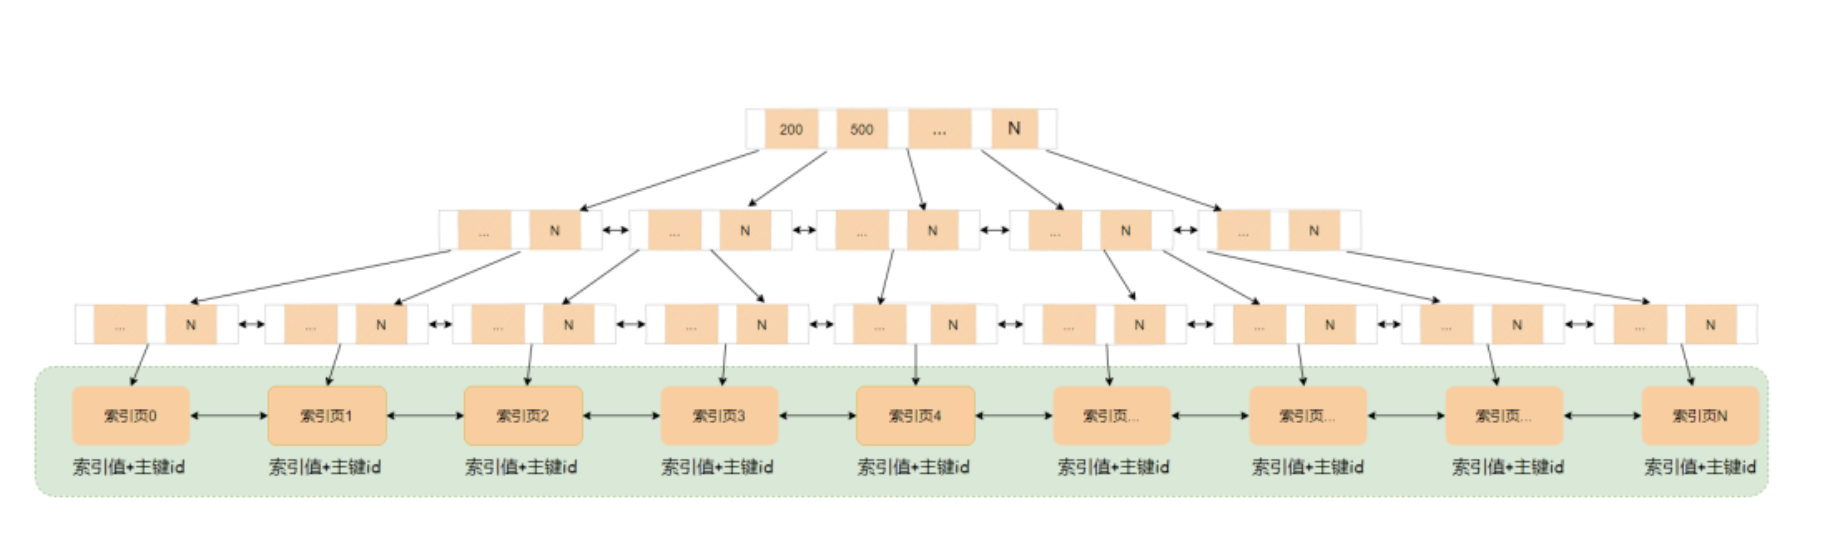 200 500 ... N
... N ... N ... N ... N ... N
... N ... N ... N ... N ... N ... N ... N ... N ... N
索引页0 索引页1 索引页2 索引页3 索引页4 索引页... 索引页... 索引页... 索引页N
索引值+主键id 索引值+主键id 索引值+主键id 索引值+主键id 索引值+主键id 索引值+主键id 索引值+主键id 索引值+主键id 索引值+主键id